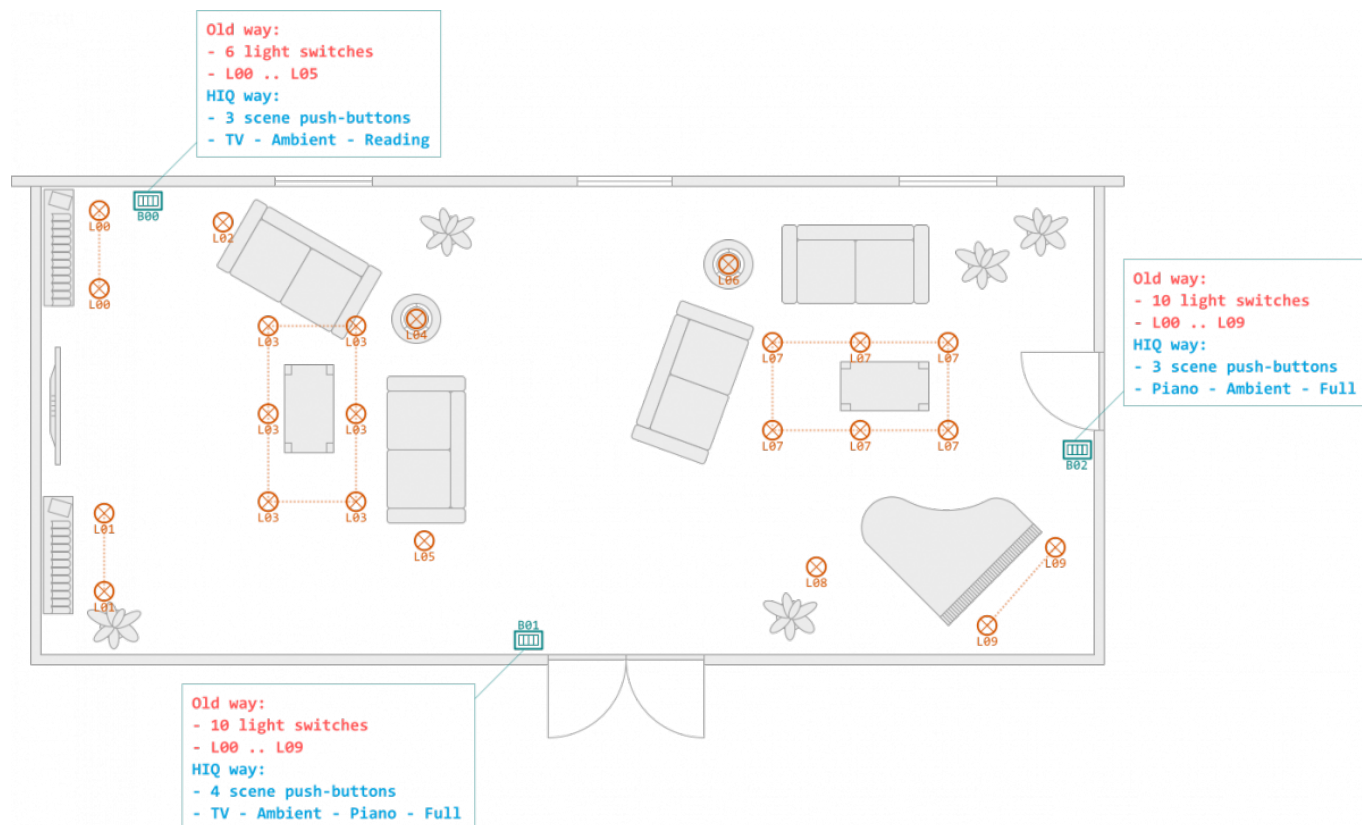 Old way:
- 6 light switches
- L00 .. L05
HIQ way:
- 3 scene push-buttons
- TV - Ambient - Reading
B00
L00
L02
L06
L00
L04
L03 L03
L07 L07 L07
Old way:
- 10 light switches
- L00 .. L09
HIQ way:
- 3 scene push-buttons
- Piano - Ambient - Full
L03 L03
L07 L07 L07
B02
L03 L03
L01
L05
L09
L08
L01
B01
L09
Old way:
- 10 light switches
- L00 .. L09
HIQ way:
- 4 scene push-buttons
- TV - Ambient - Piano - Full